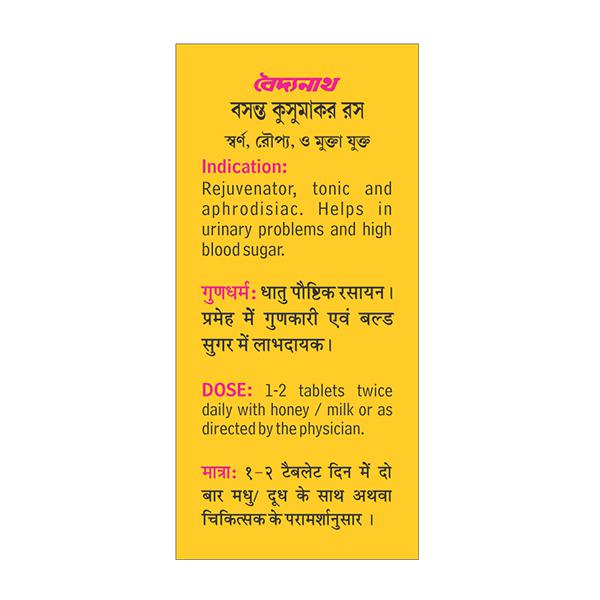 বৈদ্যনাথ
বসন্ত কুসুমাকর রস
স্বর্ণ, রৌপ্য, ও মুক্তা যুক্ত
Indication:
Rejuvenator, tonic and
aphrodisiac. Helps in
urinary problems and high
blood sugar.
गुणधर्म: धातु पौष्टिक रसायन।
प्रमेह में गुणकारी एवं बल्ड
सुगर में लाभदायक।
DOSE: 1-2 tablets twice
daily with honey / milk or as
directed by the physician.
मात्रा: १-२ टैबलेट दिन में दो
बार मधु/ दूध के साथ अथवा
चिकित्सक के परामर्शानुसार ।